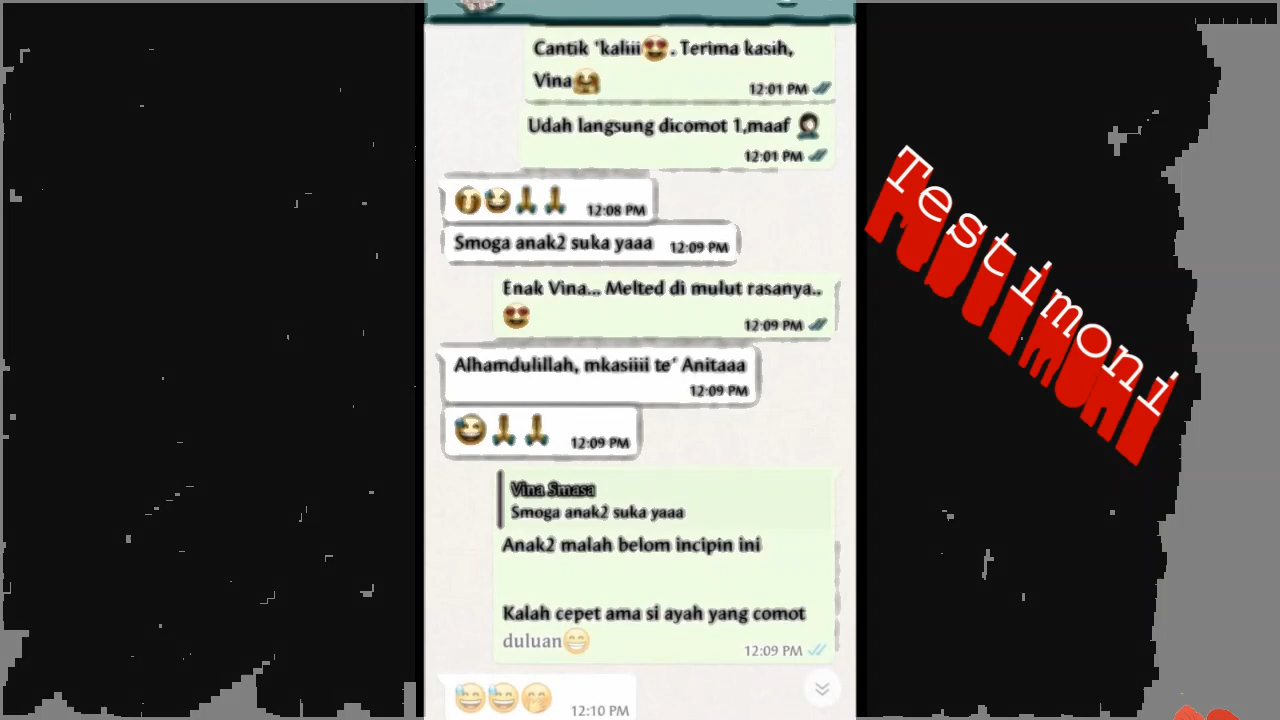 Cantik 'kaliii😍. Terima kasih,
Vina🤗
12:01 PM
Udah langsung dicomot 1,maaf
12:01 PM
12:08 PM
Smoga anak2 suka yaaa 12:09 PM
Enak Vina... Melted di mulut rasanya..
😍
12:09 PM
Alhamdulillah, mkasiiii te' Anitaaa
12:09 PM
12:09 PM
Vina Smasa
Smoga anak2 suka yaaa
Anak2 malah belom incipin ini
Kalah cepet ama si ayah yang comot
duluan😁
12:09 PM
12:10 PM
Testimoni